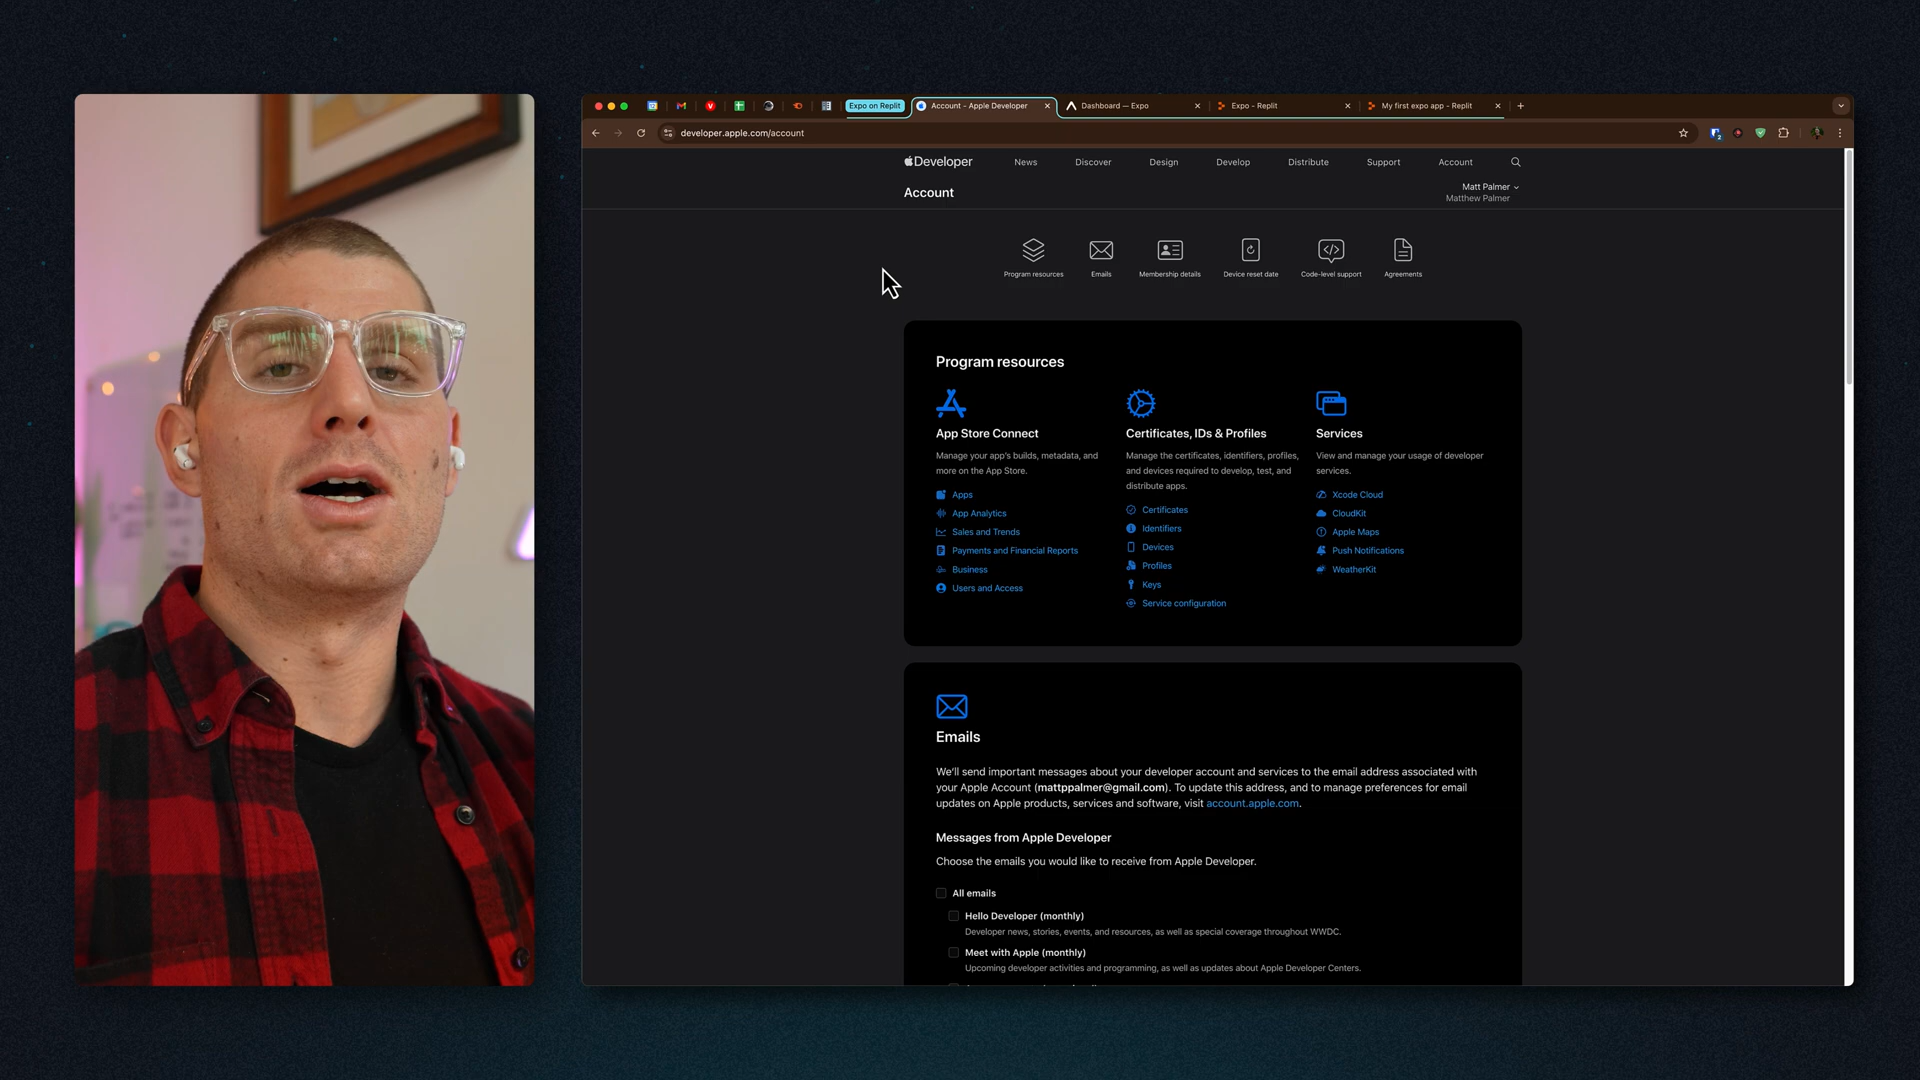 Expo on Replit
Account - Apple Developer
Dashboard — Expo
Expo - Replit
My first expo app - Replit
developer.apple.com/account
Developer
News
Discover
Design
Develop
Distribute
Support
Account
Account
Matt Palmer
Matthew Palmer
Program resources
Emails
Membership details
Device reset date
Code-level support
Agreements
Program resources
App Store Connect
Manage your app's builds, metadata, and
more on the App Store.
Apps
App Analytics
Sales and Trends
Payments and Financial Reports
Business
Users and Access
Certificates, IDs & Profiles
Manage the certificates, identifiers, profiles,
and devices required to develop, test, and
distribute apps.
Certificates
Identifiers
Devices
Profiles
Keys
Service configuration
Services
View and manage your usage of developer
services.
Xcode Cloud
CloudKit
Apple Maps
Push Notifications
WeatherKit
Emails
We'll send important messages about your developer account and services to the email address associated with
your Apple Account (mattppalmer@gmail.com). To update this address, and to manage preferences for email
updates on Apple products, services and software, visit account.apple.com.
Messages from Apple Developer
Choose the emails you would like to receive from Apple Developer.
All emails
Hello Developer (monthly)
Developer news, stories, events, and resources, as well as special coverage throughout WWDC.
Meet with Apple (monthly)
Upcoming developer activities and programming, as well as updates about Apple Developer Centers.